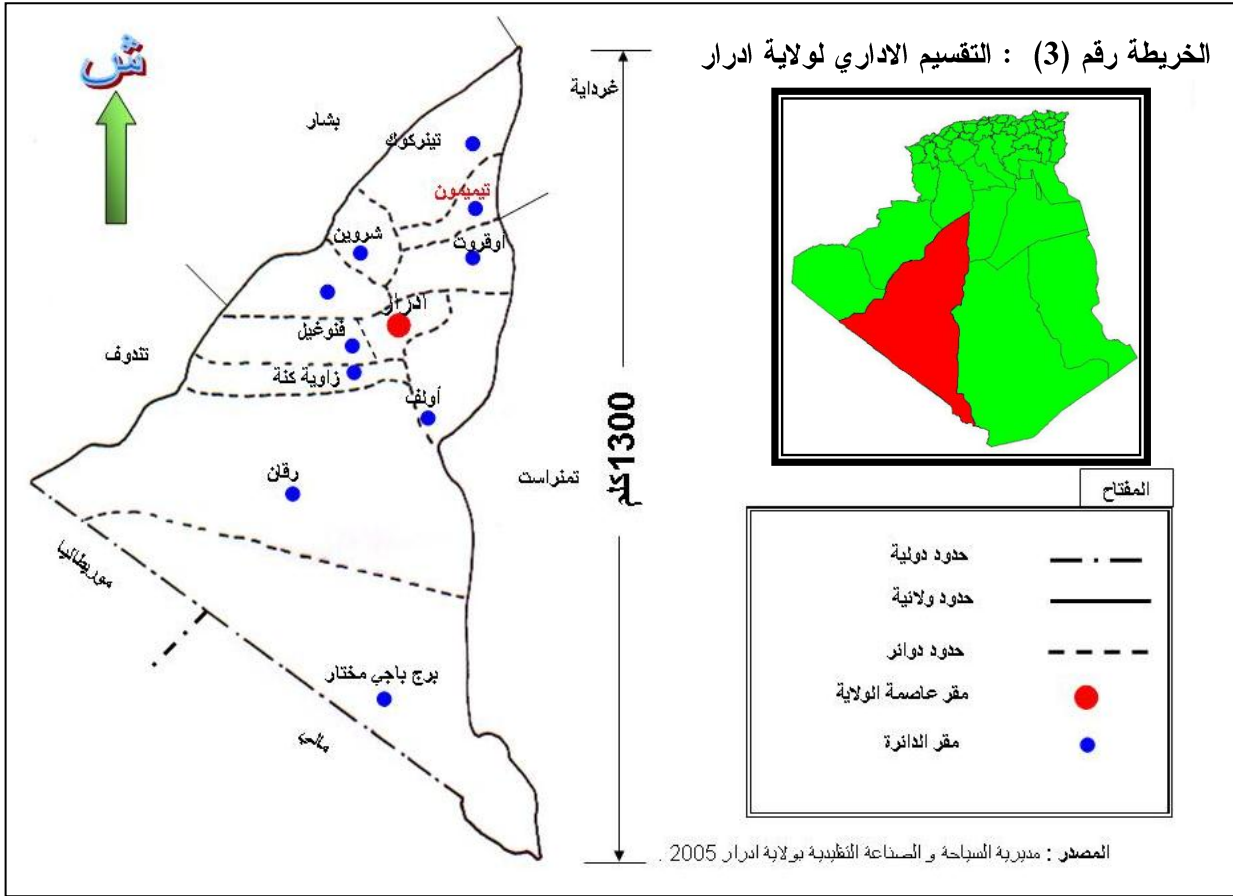 الخريطة رقم (3) : التقسيم الاداري لولاية ادرار
ش
غرداية
بشار
تينركوك
تيميمون
شروين
أوقروت
ادرار
فنوغيل
تندوف
زاوية كنة
أولف
رقان
تمنراست
1300كلم
موريطانيا
برج باجي مختار
مالي
المفتاح
حدود دولية
حدود ولائية
حدود دوائر
مقر عاصمة الولاية
مقر الدائرة
المصدر : مديرية السياحة و الصناعة التقليدية بولاية ادرار 2005 .